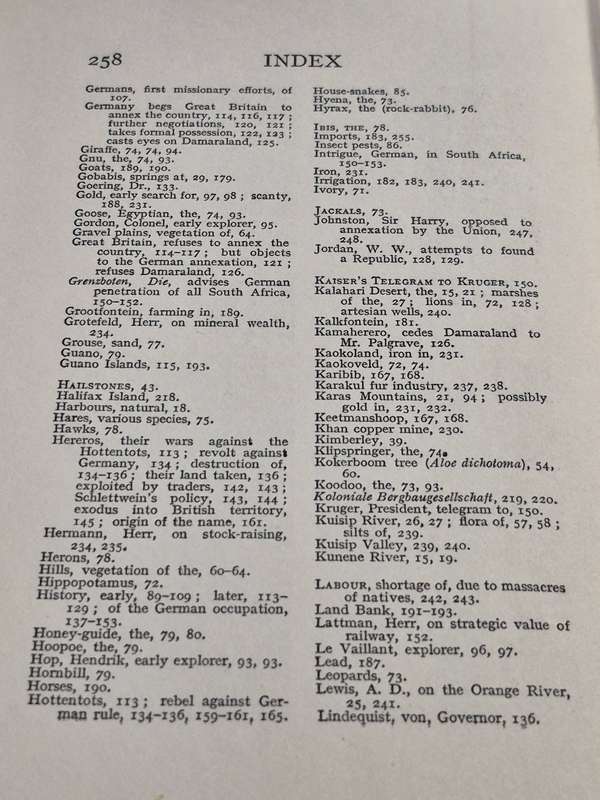 258 INDEX
Germans, first missionary efforts, of
107.
Germany begs Great Britain to
annex the country, 114, 116, 117 ;
further negotiations, 120, 121 ;
takes formal possession, 122, 123 ;
casts eyes on Damaraland, 125.
Giraffe, 74, 74, 94.
Gnu, the, 74, 93.
Goats, 189, 190.
Gobabis, springs at, 29, 179.
Goering, Dr., 133.
Gold, early search for, 97, 98 ; scanty,
188, 231.
Goose, Egyptian, the, 74, 93.
Gordon, Colonel, early explorer, 95.
Gravel plains, vegetation of, 64.
Great Britain, refuses to annex the
country, 114–117 ; but objects
to the German annexation, 121 ;
refuses Damaraland, 126.
Grenzboten, Die, advises German
penetration of all South Africa,
150–152.
Grootfontein, farming in, 189.
Grotefeld, Herr, on mineral wealth,
234.
Grouse, sand, 77.
Guano, 79.
Guano Islands, 115, 193.
HAILSTONES, 43.
Halifax Island, 218.
Harbours, natural, 18.
Hares, various species, 75.
Hawks, 78.
Hereros, their wars against the
Hottentots, 113 ; revolt against
Germany, 134 ; destruction of,
134–136 ; their land taken, 136 ;
exploited by traders, 142, 143 ;
Schlettwein's policy, 143, 144 ;
exodus into British territory,
145 ; origin of the name, 161.
Hermann, Herr, on stock-raising,
234, 235.
Herons, 78.
Hills, vegetation of the, 60–64.
Hippopotamus, 72.
History, early, 89–109 ; later, 113–
129 ; of the German occupation,
137–153.
Honey-guide, the, 79, 80.
Hoopoe, the, 79.
Hop, Hendrik, early explorer, 93, 93.
Hornbill, 79.
Horses, 190.
Hottentots, 113 ; rebel against Ger-
man rule, 134–136, 159–161, 165.
House-snakes, 85.
Hyena, the, 73.
Hyrax, the (rock-rabbit), 76.
IBIS, THE, 78.
Imports, 183, 255.
Insect pests, 86.
Intrigue, German, in South Africa,
150–153.
Iron, 231.
Irrigation, 182, 183, 240, 241.
Ivory, 71.
JACKALS, 73.
Johnston, Sir Harry, opposed to
annexation by the Union, 247,
248.
Jordan, W. W., attempts to found
a Republic, 128, 129.
KAISER'S TELEGRAM TO KRUGER, 150.
Kalahari Desert, the, 15, 21 ; marshes
of the, 27 ; lions in, 72, 128 ;
artesian wells, 240.
Kalkfontein, 181.
Kamaherero, cedes Damaraland to
Mr. Palgrave, 126.
Kaokoland, iron in, 231.
Kaokoveld, 72, 74.
Karibib, 167, 168.
Karakul fur industry, 237, 238.
Karas Mountains, 21, 94 ; possibly
gold in, 231, 232.
Keetmanshoop, 167, 168.
Khan copper mine, 230.
Kimberley, 39.
Klipspringer, the, 74.
Kokerboom tree (Aloe dichotoma), 54,
60.
Koodoo, the, 73, 93.
Koloniale Bergbaugesellschaft, 219, 220.
Kruger, President, telegram to, 150.
Kuisip River, 26, 27 ; flora of, 57, 58 ;
silts of, 239.
Kuisip Valley, 239, 240.
Kunene River, 15, 19.
LABOUR, shortage of, due to massacres
of natives, 242, 243.
Land Bank, 191–193.
Lattman, Herr, on strategic value of
railway, 152.
Le Vaillant, explorer, 96, 97.
Lead, 187.
Leopards, 73.
Lewis, A. D., on the Orange River,
25, 241.
Lindequist, von, Governor, 136.